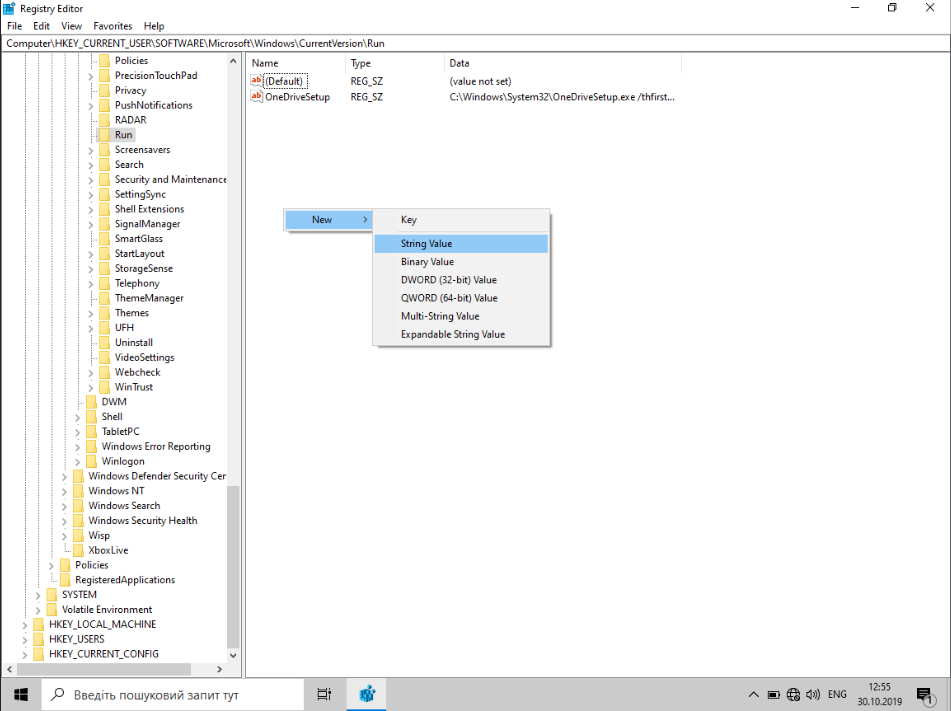 Registry Editor
File Edit View Favorites Help
Computer\HKEY_CURRENT_USER\SOFTWARE\Microsoft\Windows\CurrentVersion\Run
Policies
PrecisionTouchPad
Privacy
PushNotifications
RADAR
Run
Screensavers
Search
Security and Maintenance
SettingSync
Shell Extensions
SignalManager
SmartGlass
StartLayout
StorageSense
Telephony
ThemeManager
Themes
UFH
Uninstall
VideoSettings
Webcheck
WinTrust
DWM
Shell
TabletPC
Windows Error Reporting
Winlogon
Windows Defender Security Cer
Windows NT
Windows Search
Windows Security Health
Wisp
XboxLive
Policies
RegisteredApplications
SYSTEM
Volatile Environment
HKEY_LOCAL_MACHINE
HKEY_USERS
HKEY_CURRENT_CONFIG
Name Type Data
ab (Default) REG_SZ (value not set)
ab OneDriveSetup REG_SZ C:\Windows\System32\OneDriveSetup.exe /thfirst...
New
Key
String Value
Binary Value
DWORD (32-bit) Value
QWORD (64-bit) Value
Multi-String Value
Expandable String Value
Введіть пошуковий запит тут
ENG
12:55
30.10.2019
1